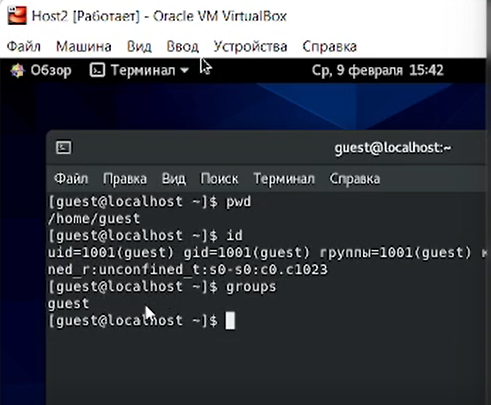 Host2 [Работает] - Oracle VM VirtualBox
Файл Машина Вид Ввод Устройства Справка
Обзор Терминал Ср, 9 февраля 15:42
guest@localhost:~
Файл Правка Вид Поиск Терминал Справка
[guest@localhost ~]$ pwd
/home/guest
[guest@localhost ~]$ id
uid=1001(guest) gid=1001(guest) группы=1001(guest)
ned_r:unconfined_t:s0-s0:c0.c1023
[guest@localhost ~]$ groups
guest
[guest@localhost ~]$